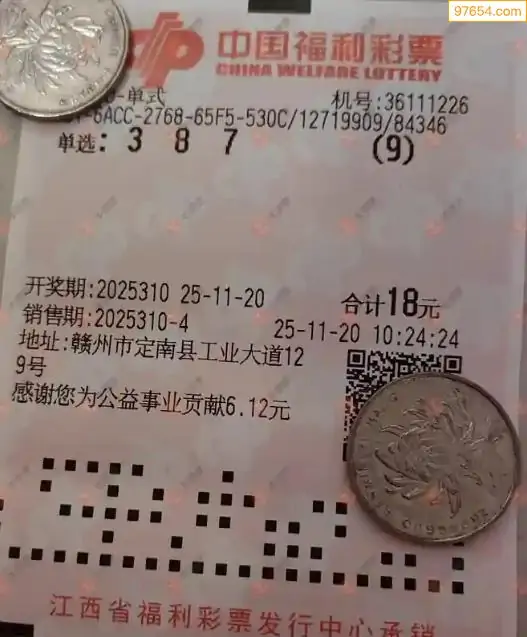 97654.com
中国福利彩票
CHINA WELFARE LOTTERY
-单式 机号:36111226
6ACC-2768-65F5-530C/12719909/84346
单选: 3 8 7 (9)
开奖期:2025310 25-11-20 合计18元
销售期:2025310-4 25-11-20 10:24:24
地址:赣州市定南县工业大道12
9号
感谢您为公益事业贡献6.12元
江西省福利彩票发行中心承销